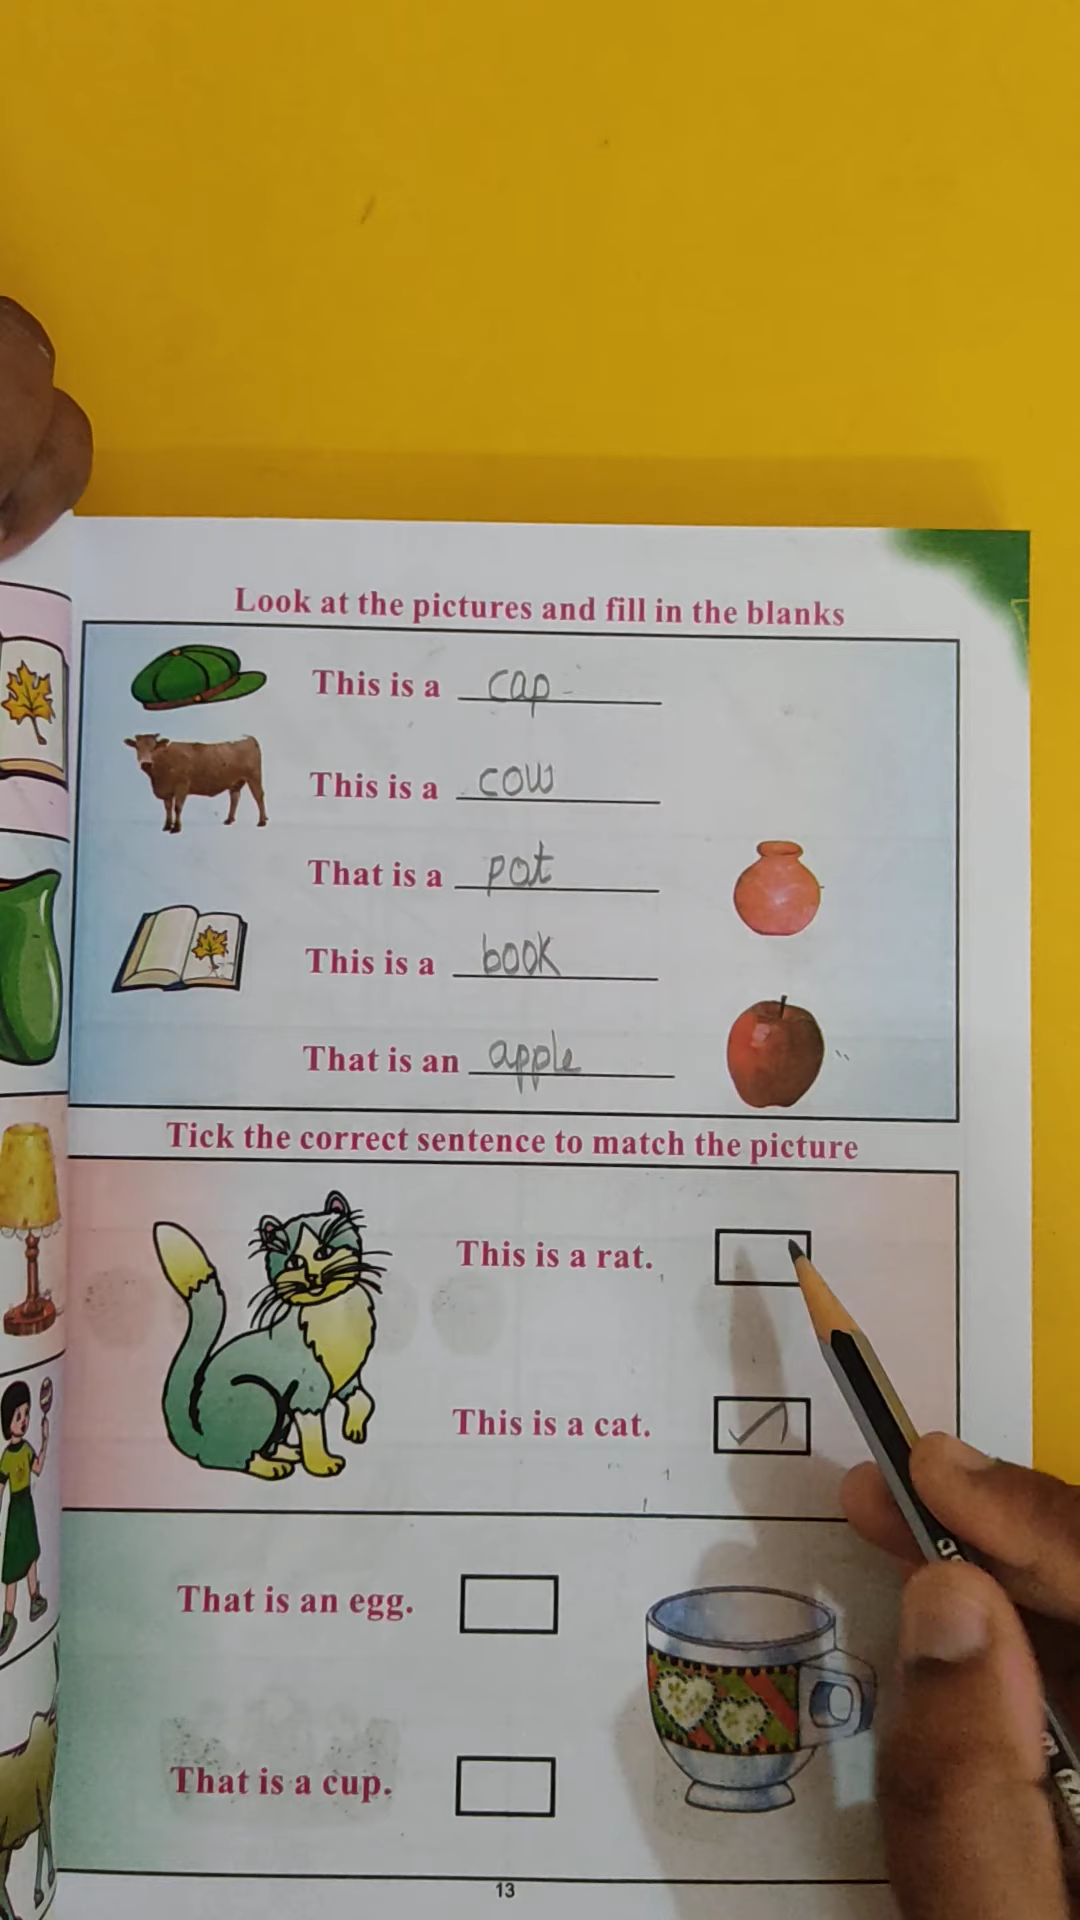 Look at the pictures and fill in the blanks
This is a cap
This is a cow
That is a pot
This is a book
That is an apple
Tick the correct sentence to match the picture
This is a rat.
This is a cat.
That is an egg.
That is a cup.
13